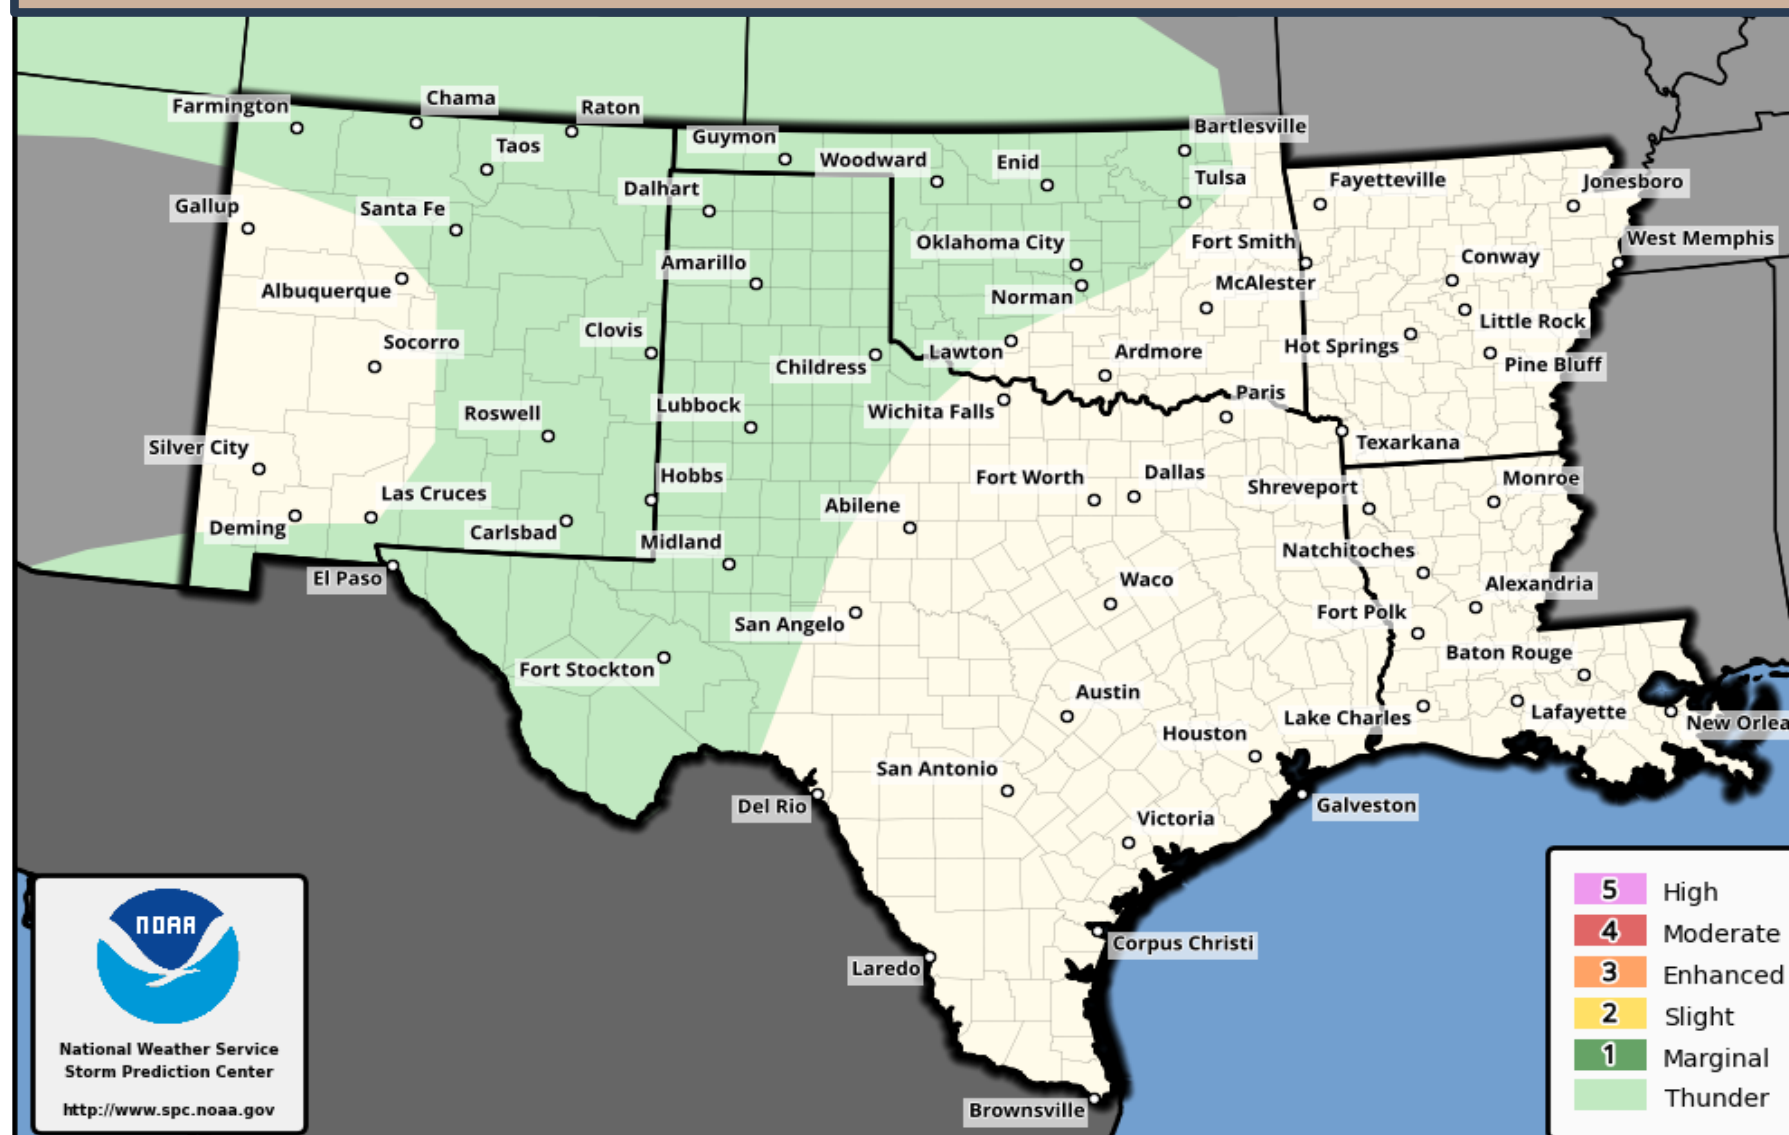 Farmington
Chama
Raton
Taos
Guymon
Woodward
Enid
Bartlesville
Tulsa
Fayetteville
Jonesboro
Gallup
Santa Fe
Dalhart
Oklahoma City
Fort Smith
West Memphis
Albuquerque
Amarillo
Norman
McAlester
Conway
Little Rock
Socorro
Clovis
Childress
Lawton
Ardmore
Hot Springs
Pine Bluff
Roswell
Lubbock
Wichita Falls
Paris
Texarkana
Silver City
Hobbs
Fort Worth
Dallas
Shreveport
Monroe
Las Cruces
Deming
Carlsbad
Midland
Abilene
Natchitoches
El Paso
Waco
Alexandria
San Angelo
Fort Polk
Fort Stockton
Baton Rouge
Austin
Lake Charles
Lafayette
New Orlea
Houston
San Antonio
Del Rio
Galveston
Victoria
Corpus Christi
Laredo
Brownsville
NOAA
National Weather Service
Storm Prediction Center
http://www.spc.noaa.gov
5 High
4 Moderate
3 Enhanced
2 Slight
1 Marginal
Thunder